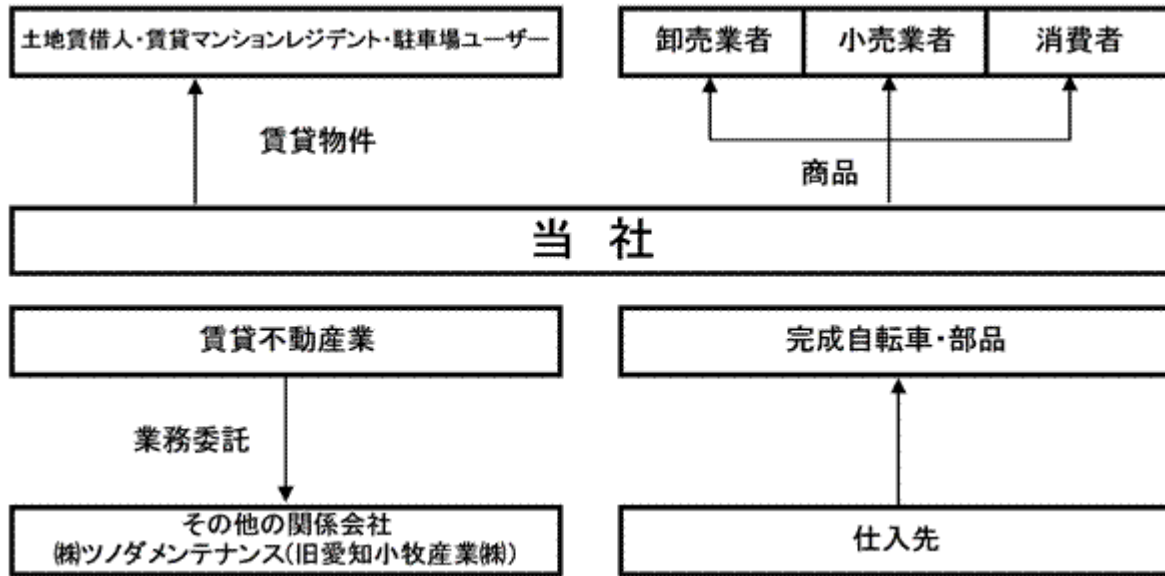 土地賃借人・賃貸マンションレジデント・駐車場ユーザー
卸売業者
小売業者
消費者
賃貸物件
商品
当 社
賃貸不動産業
完成自転車・部品
業務委託
その他の関係会社
㈱ツノダメンテナンス(旧愛知小牧産業㈱)
仕入先